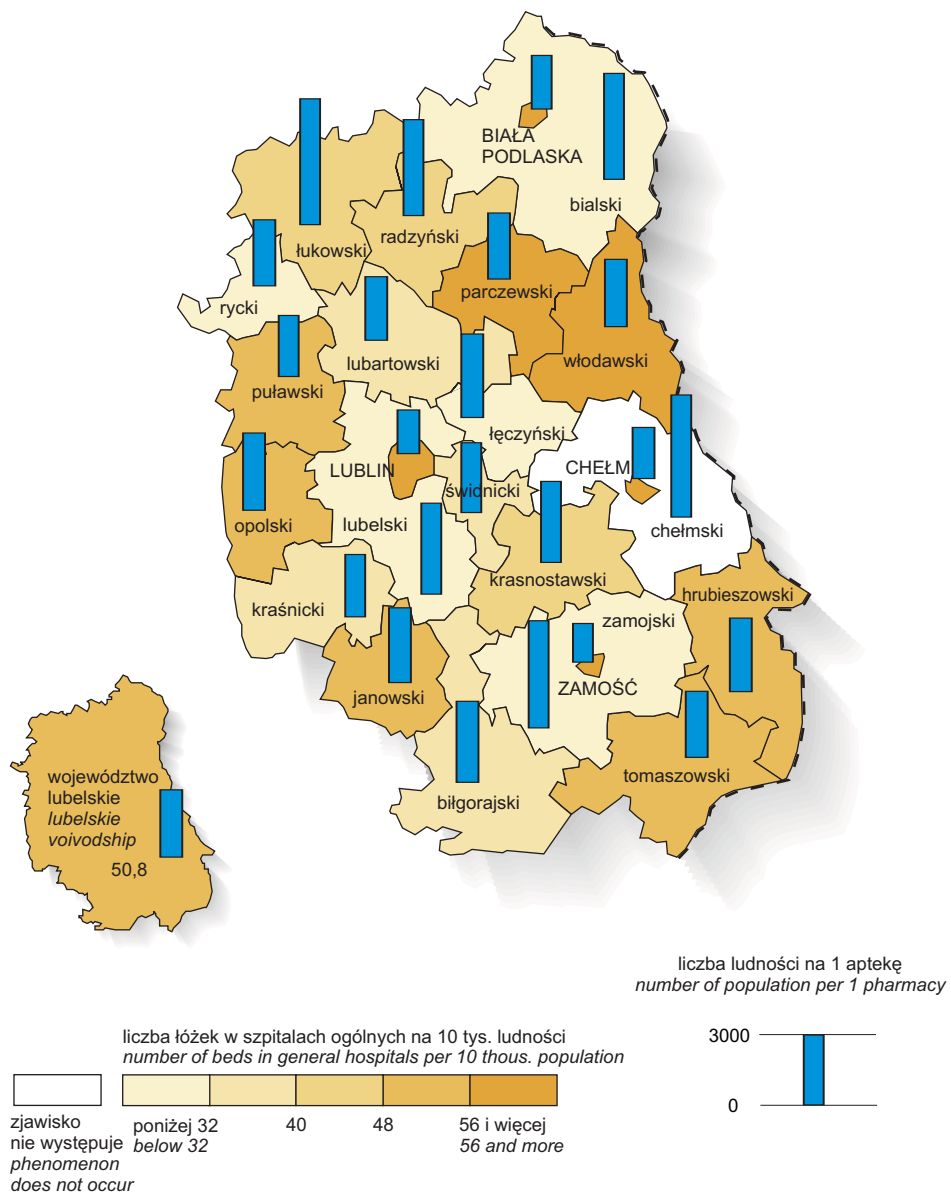 BIAŁA
PODLASKA
bialski
łukowski
radzyński
rycki
parczewski
lubartowski
włodawski
puławski
łęczyński
LUBLIN
CHEŁM
świdnicki
opolski
lubelski
chełmski
krasnostawski
hrubieszowski
kraśnicki
zamojski
janowski
ZAMOŚĆ
tomaszowski
biłgorajski
województwo
lubelskie
lubelskie
voivodship
50,8
liczba ludności na 1 aptekę
number of population per 1 pharmacy
3000
0
liczba łóżek w szpitalach ogólnych na 10 tys. ludności
number of beds in general hospitals per 10 thous. population
zjawisko
nie występuje
phenomenon
does not occur
poniżej 32
below 32
40
48
56 i więcej
56 and more